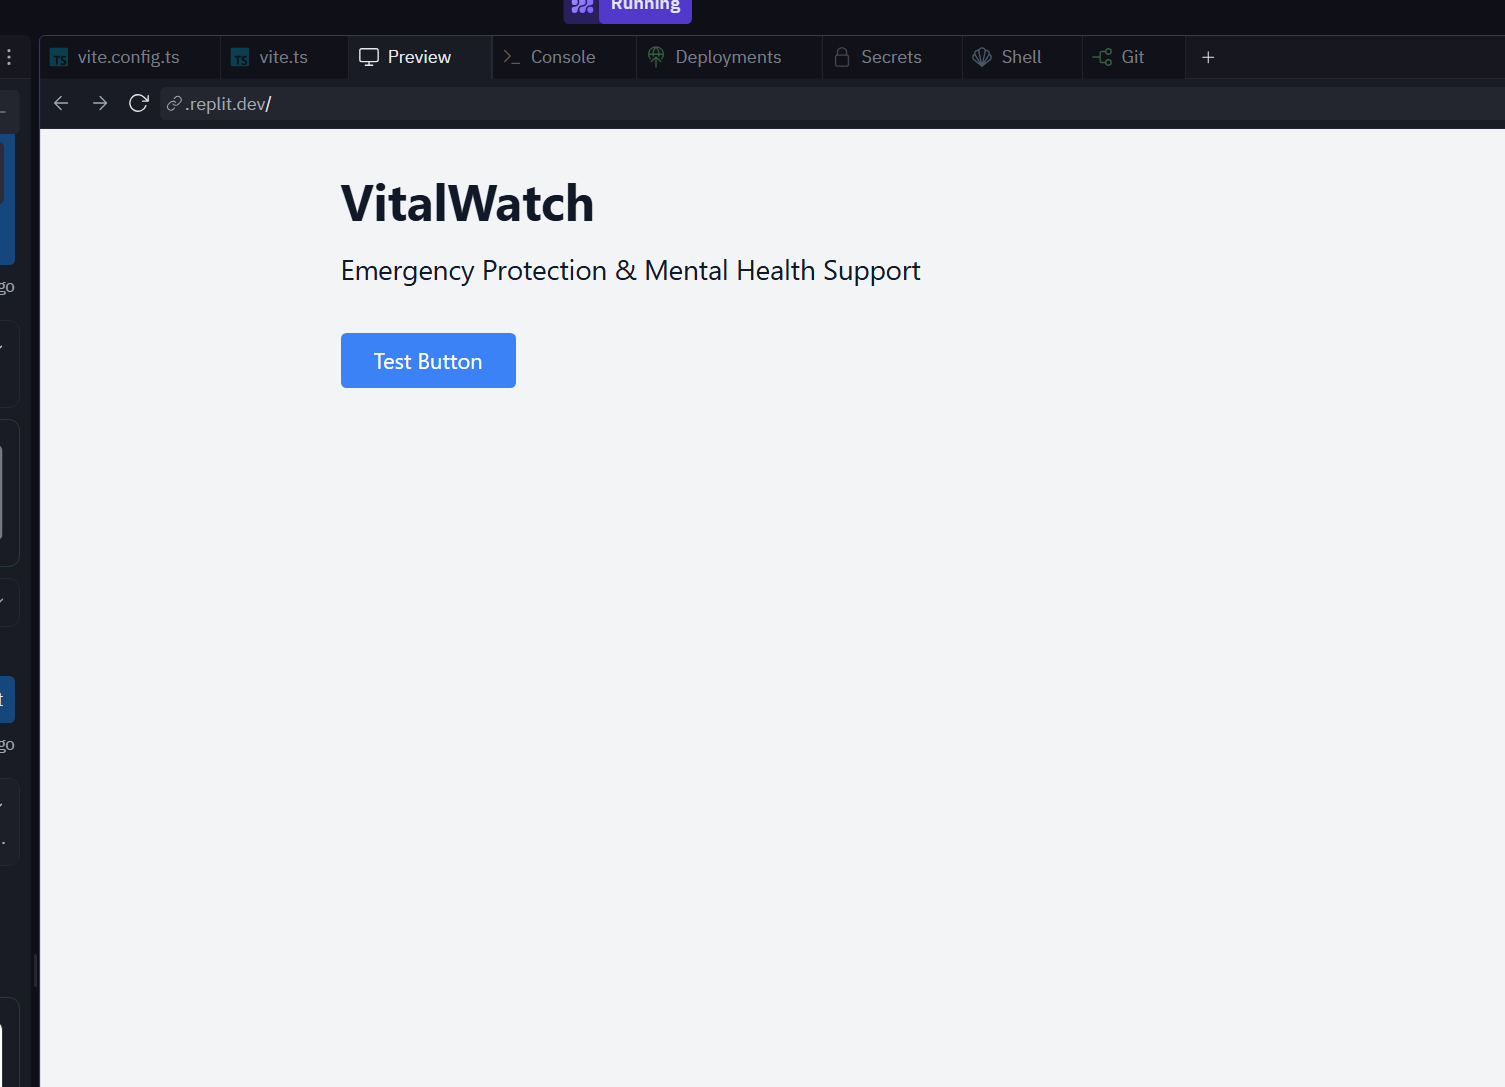 Running
vite.config.ts
vite.ts
Preview
Console
Deployments
Secrets
Shell
Git
.replit.dev/
go
go
VitalWatch
Emergency Protection & Mental Health Support
Test Button